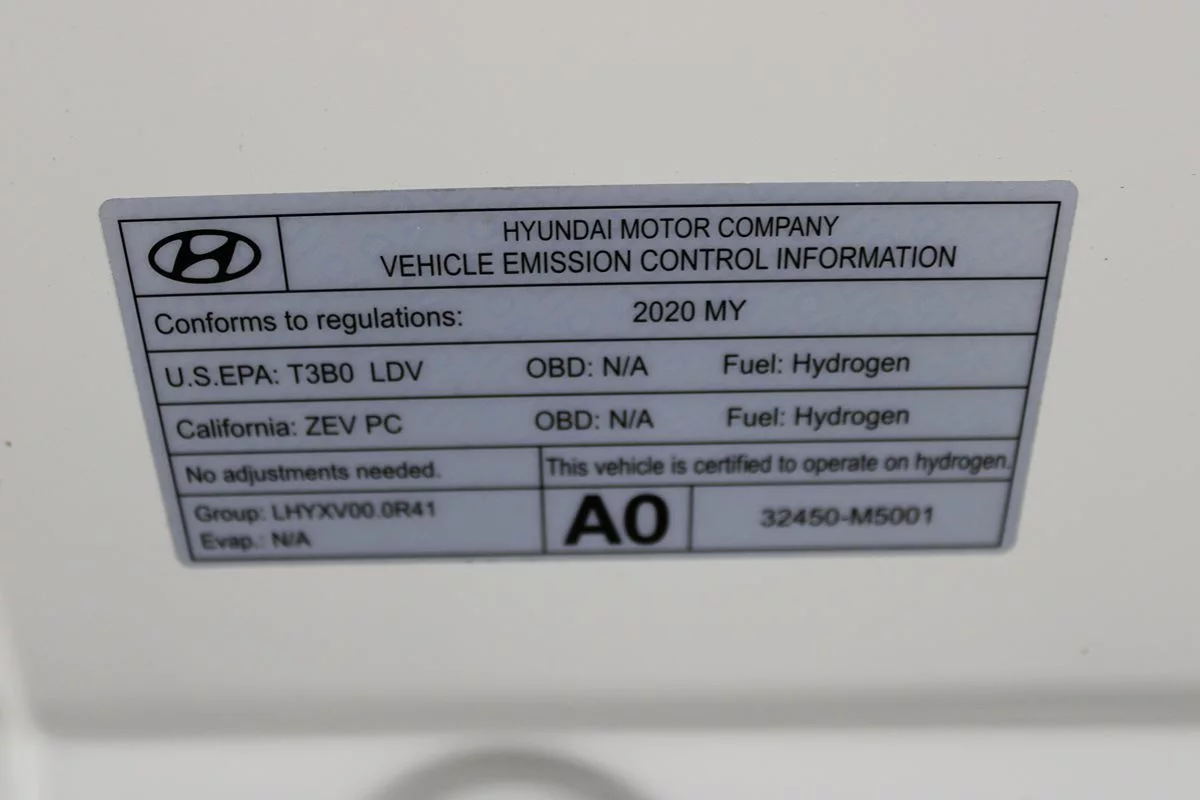 HYUNDAI MOTOR COMPANY
VEHICLE EMISSION CONTROL INFORMATION
Conforms to regulations: 2020 MY
U.S.EPA: T3B0 LDV OBD: N/A Fuel: Hydrogen
California: ZEV PC OBD: N/A Fuel: Hydrogen
No adjustments needed. This vehicle is certified to operate on hydrogen.
Group: LHYXV00.0R41
Evap.: N/A
A0
32450-M5001